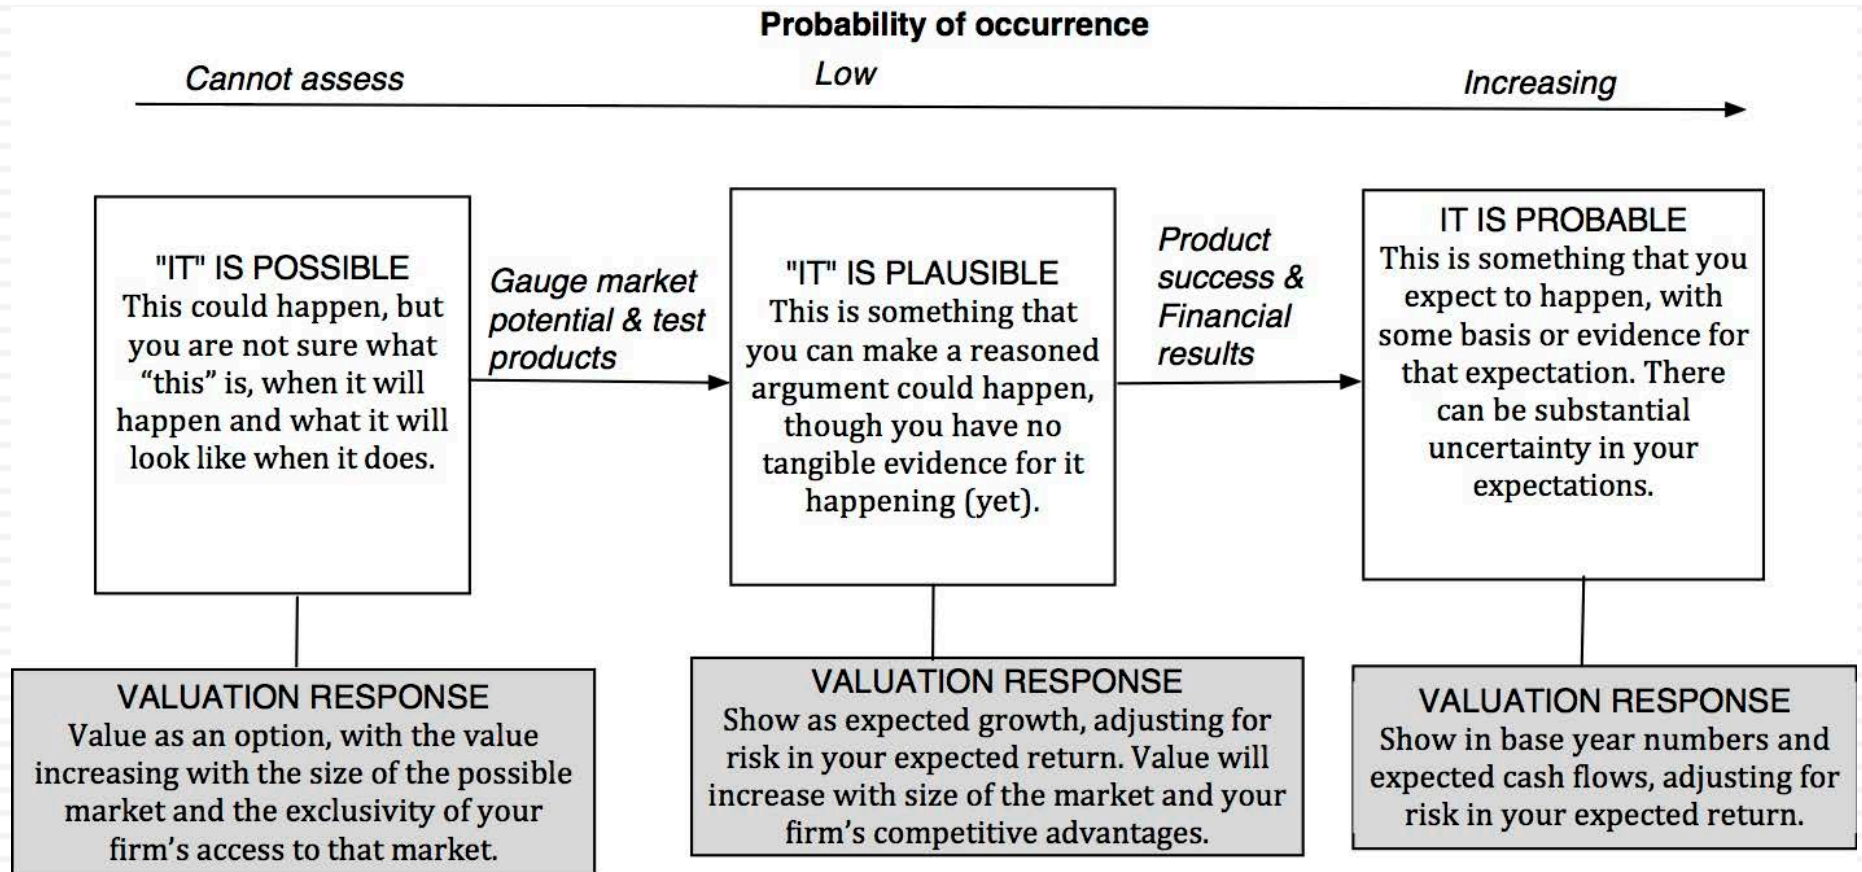 Probability of occurrence
Cannot assess
Low
Increasing
"IT" IS POSSIBLE
This could happen, but
you are not sure what
“this” is, when it will
happen and what it will
look like when it does.
Gauge market
potential & test
products
"IT" IS PLAUSIBLE
This is something that
you can make a reasoned
argument could happen,
though you have no
tangible evidence for it
happening (yet).
Product
success &
Financial
results
IT IS PROBABLE
This is something that you
expect to happen, with
some basis or evidence for
that expectation. There
can be substantial
uncertainty in your
expectations.
VALUATION RESPONSE
Value as an option, with the value
increasing with the size of the possible
market and the exclusivity of your
firm’s access to that market.
VALUATION RESPONSE
Show as expected growth, adjusting for
risk in your expected return. Value will
increase with size of the market and your
firm’s competitive advantages.
VALUATION RESPONSE
Show in base year numbers and
expected cash flows, adjusting for
risk in your expected return.